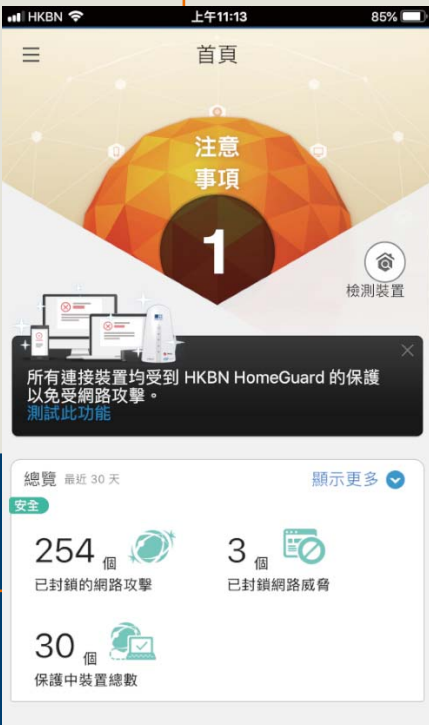 HKBN 上午11:13 85%
首頁
注意
事項
1
檢測裝置
所有連接裝置均受到 HKBN HomeGuard 的保護
以免受網路攻擊。
測試此功能
總覽 最近 30 天 顯示更多
安全
254 個 3 個
已封鎖的網路攻擊 已封鎖網路威脅
30 個
保護中裝置總數